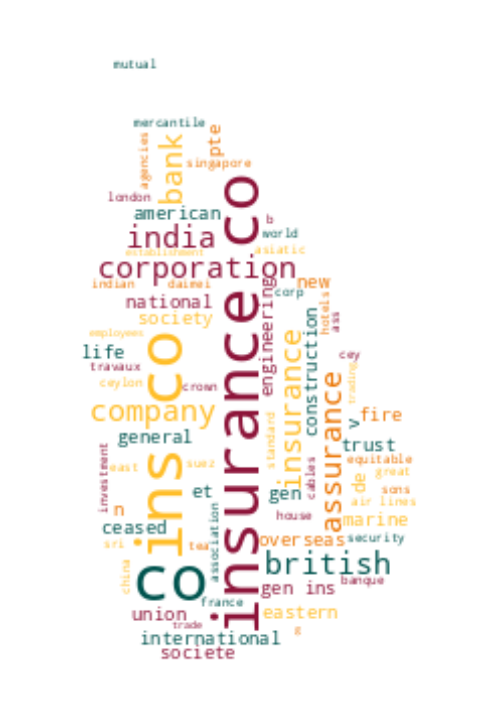 mutual
mercantile
agencies
bank
pte
singapore
london
american
insurance co
b
world
india
establishment
asiatic
corporation
indian
daimei
new
corp
national
engineering
hotels
ass
society
construction
employees
ins co
insurance
life
cey
travaux
ceylon
crown
trading
assurance
company
fire
>
standard
general
trust
investment
east
suez
equitable
great
cables
de
et
gen
sons
air lines
n
association
house
marine
ceased
sri
tea
overseas
security
china
co
british
banque
gen ins
france
union
eastern
trade
g
international
societe